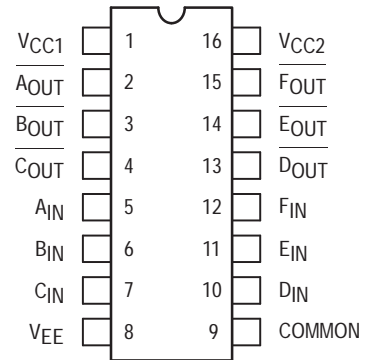 VCC1 1 16 VCC2
AOUT 2 15 FOUT
BOUT 3 14 EOUT
COUT 4 13 DOUT
AIN 5 12 FIN
BIN 6 11 EIN
CIN 7 10 DIN
VEE 8 9 COMMON